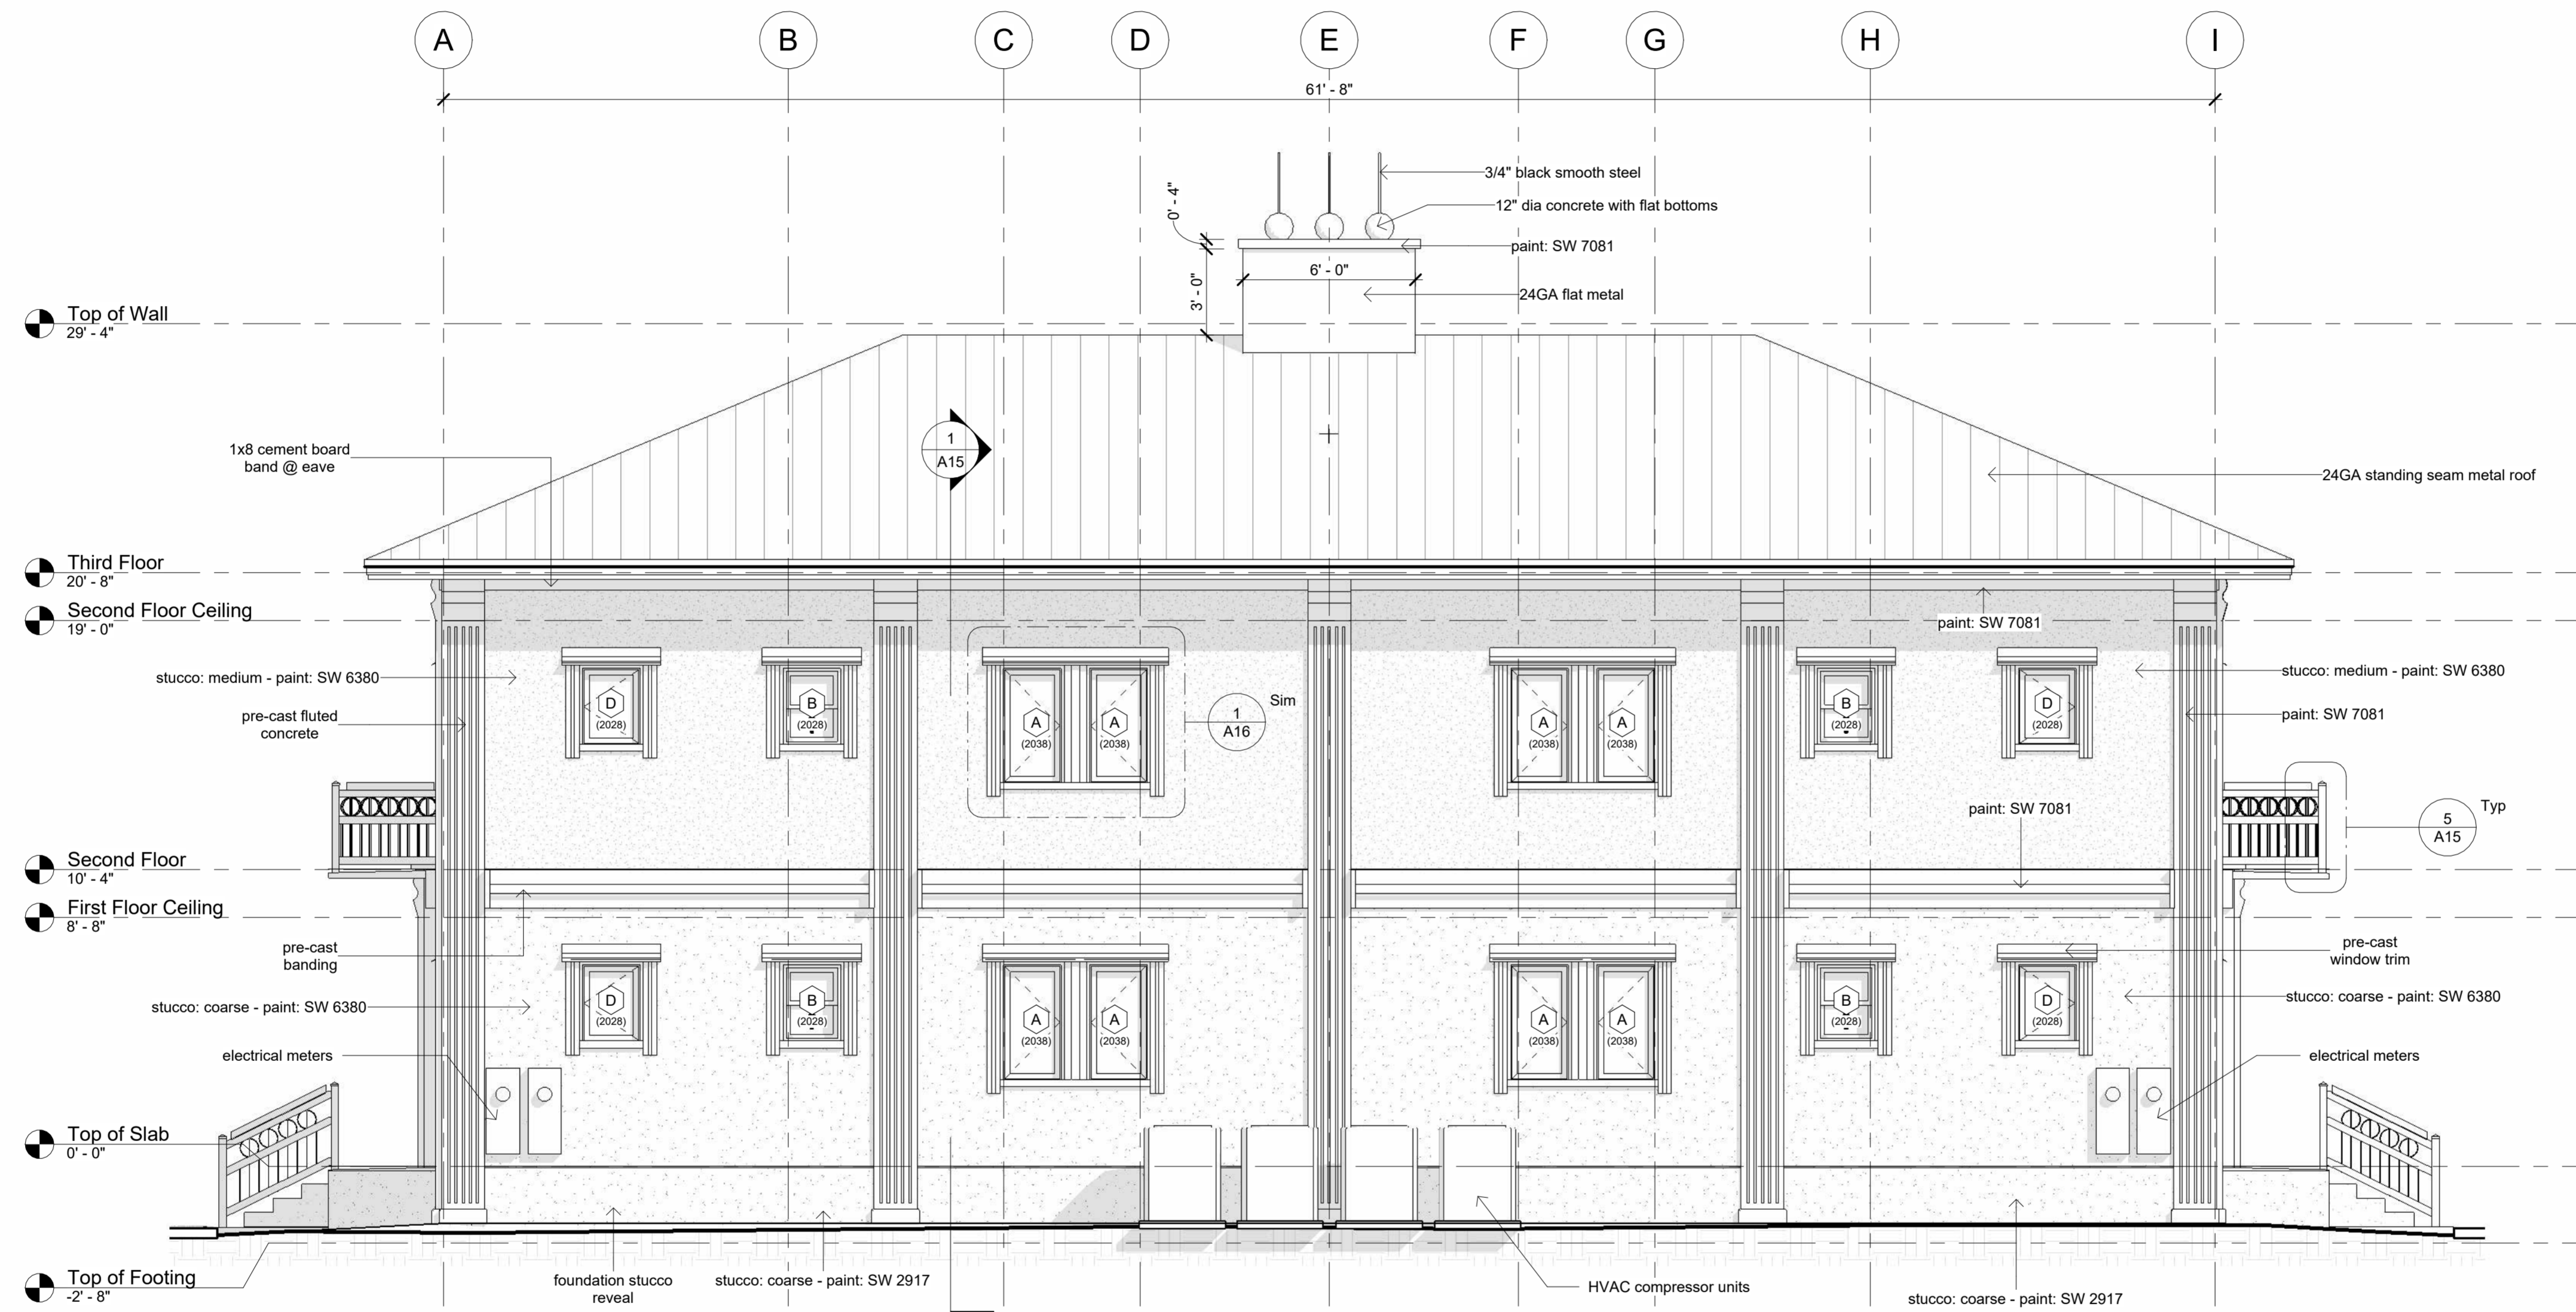 A B C D E F G H I
61' - 8"
3/4" black smooth steel
0' - 4"
12" dia concrete with flat bottoms
paint: SW 7081
6' - 0"
3' - 0"
24GA flat metal
Top of Wall
29' - 4"
1
A15
1x8 cement board
band @ eave
24GA standing seam metal roof
Third Floor
20' - 8"
Second Floor Ceiling
19' - 0"
paint: SW 7081
stucco: medium - paint: SW 6380
stucco: medium - paint: SW 6380
pre-cast fluted
concrete
paint: SW 7081
D
(2028)
B
(2028)
A
(2038)
A
(2038)
1
A16
Sim
A
(2038)
A
(2038)
B
(2028)
D
(2028)
paint: SW 7081
5
A15
Typ
Second Floor
10' - 4"
First Floor Ceiling
8' - 8"
pre-cast
banding
pre-cast
window trim
stucco: coarse - paint: SW 6380
stucco: coarse - paint: SW 6380
D
(2028)
B
(2028)
A
(2038)
A
(2038)
A
(2038)
A
(2038)
B
(2028)
D
(2028)
electrical meters
electrical meters
Top of Slab
0' - 0"
Top of Footing
-2' - 8"
foundation stucco
reveal
stucco: coarse - paint: SW 2917
HVAC compressor units
stucco: coarse - paint: SW 2917